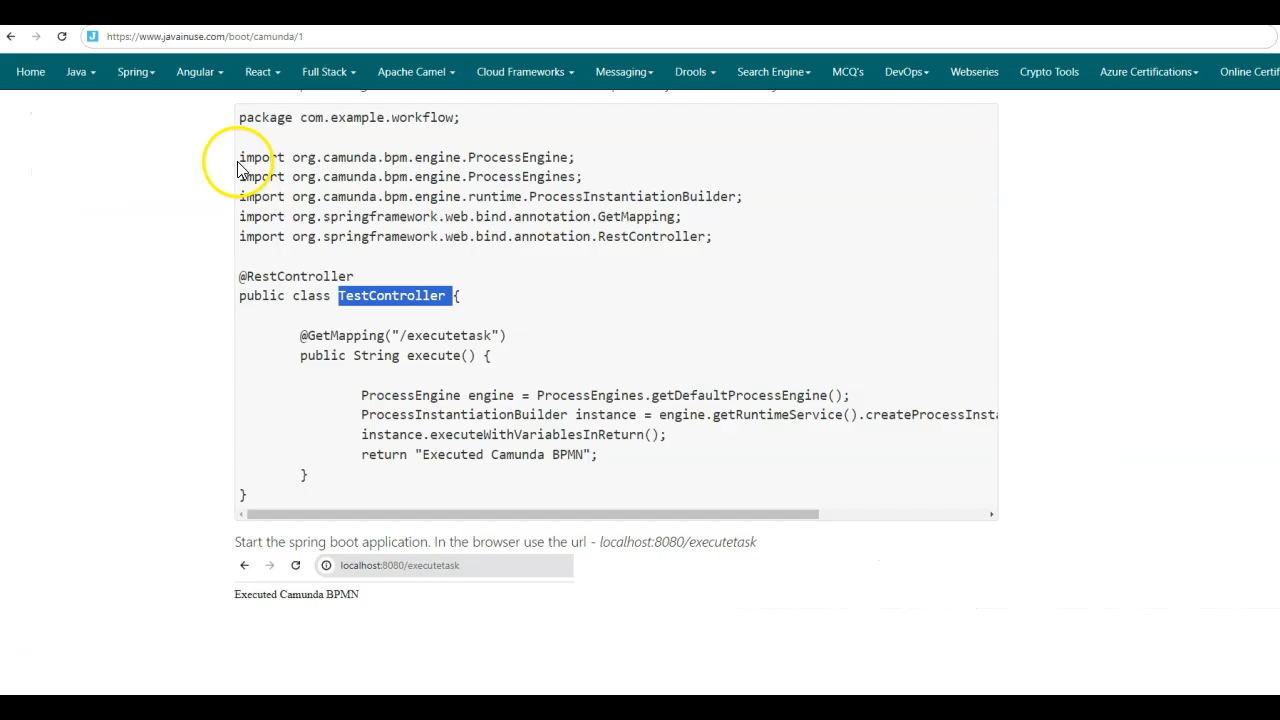 https://www.javainuse.com/boot/camunda/1
Home Java Spring Angular React Full Stack Apache Camel Cloud Frameworks Messaging Drools Search Engine MCQ's DevOps Webseries Crypto Tools Azure Certifications Online Certif
package com.example.workflow;
import org.camunda.bpm.engine.ProcessEngine;
import org.camunda.bpm.engine.ProcessEngines;
import org.camunda.bpm.engine.runtime.ProcessInstantiationBuilder;
import org.springframework.web.bind.annotation.GetMapping;
import org.springframework.web.bind.annotation.RestController;
@RestController
public class TestController {
@GetMapping("/executetask")
public String execute() {
ProcessEngine engine = ProcessEngines.getDefaultProcessEngine();
ProcessInstantiationBuilder instance = engine.getRuntimeService().createProcessInsta
instance.executeWithVariablesInReturn();
return "Executed Camunda BPMN";
}
}
Start the spring boot application. In the browser use the url - localhost:8080/executetask
localhost:8080/executetask
Executed Camunda BPMN